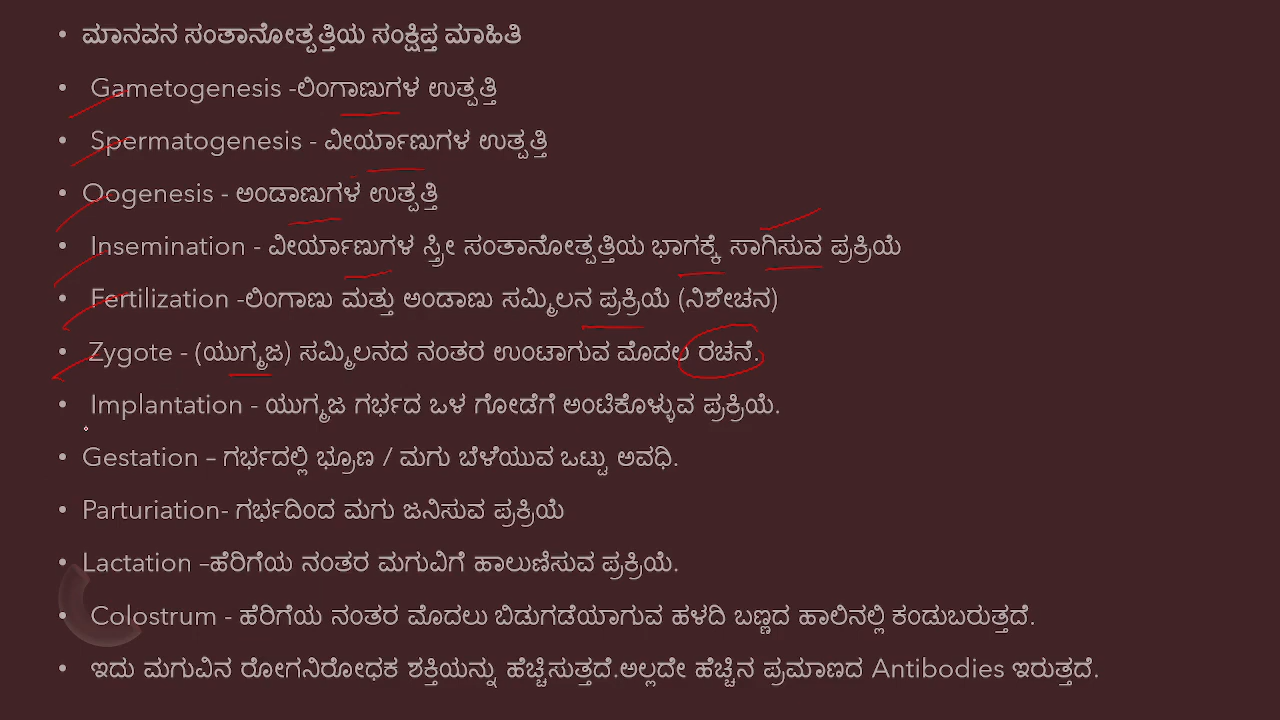 • ಮಾನವನ ಸಂತಾನೋತ್ಪತ್ತಿಯ ಸಂಕ್ಷಿಪ್ತ ಮಾಹಿತಿ
• Gametogenesis -ಲಿಂಗಾಣುಗಳ ಉತ್ಪತ್ತಿ
• Spermatogenesis - ವೀರ್ಯಾಣುಗಳ ಉತ್ಪತ್ತಿ
• Oogenesis - ಅಂಡಾಣುಗಳ ಉತ್ಪತ್ತಿ
• Insemination - ವೀರ್ಯಾಣುಗಳ ಸ್ತ್ರೀ ಸಂತಾನೋತ್ಪತ್ತಿಯ ಭಾಗಕ್ಕೆ ಸಾಗಿಸುವ ಪ್ರಕ್ರಿಯೆ
• Fertilization -ಲಿಂಗಾಣು ಮತ್ತು ಅಂಡಾಣು ಸಮ್ಮಿಲನ ಪ್ರಕ್ರಿಯೆ (ನಿಶೇಚನ)
• Zygote - (ಯುಗ್ಮಜ) ಸಮ್ಮಿಲನದ ನಂತರ ಉಂಟಾಗುವ ಮೊದಲ ರಚನೆ.
• Implantation - ಯುಗ್ಮಜ ಗರ್ಭದ ಒಳ ಗೋಡೆಗೆ ಅಂಟಿಕೊಳ್ಳುವ ಪ್ರಕ್ರಿಯೆ.
• Gestation – ಗರ್ಭದಲ್ಲಿ ಭ್ರೂಣ / ಮಗು ಬೆಳೆಯುವ ಒಟ್ಟು ಅವಧಿ.
• Parturiation- ಗರ್ಭದಿಂದ ಮಗು ಜನಿಸುವ ಪ್ರಕ್ರಿಯೆ
• Lactation –ಹೆರಿಗೆಯ ನಂತರ ಮಗುವಿಗೆ ಹಾಲುಣಿಸುವ ಪ್ರಕ್ರಿಯೆ.
• Colostrum - ಹೆರಿಗೆಯ ನಂತರ ಮೊದಲು ಬಿಡುಗಡೆಯಾಗುವ ಹಳದಿ ಬಣ್ಣದ ಹಾಲಿನಲ್ಲಿ ಕಂಡುಬರುತ್ತದೆ.
• ಇದು ಮಗುವಿನ ರೋಗನಿರೋಧಕ ಶಕ್ತಿಯನ್ನು ಹೆಚ್ಚಿಸುತ್ತದೆ.ಅಲ್ಲದೇ ಹೆಚ್ಚಿನ ಪ್ರಮಾಣದ Antibodies ಇರುತ್ತದೆ.